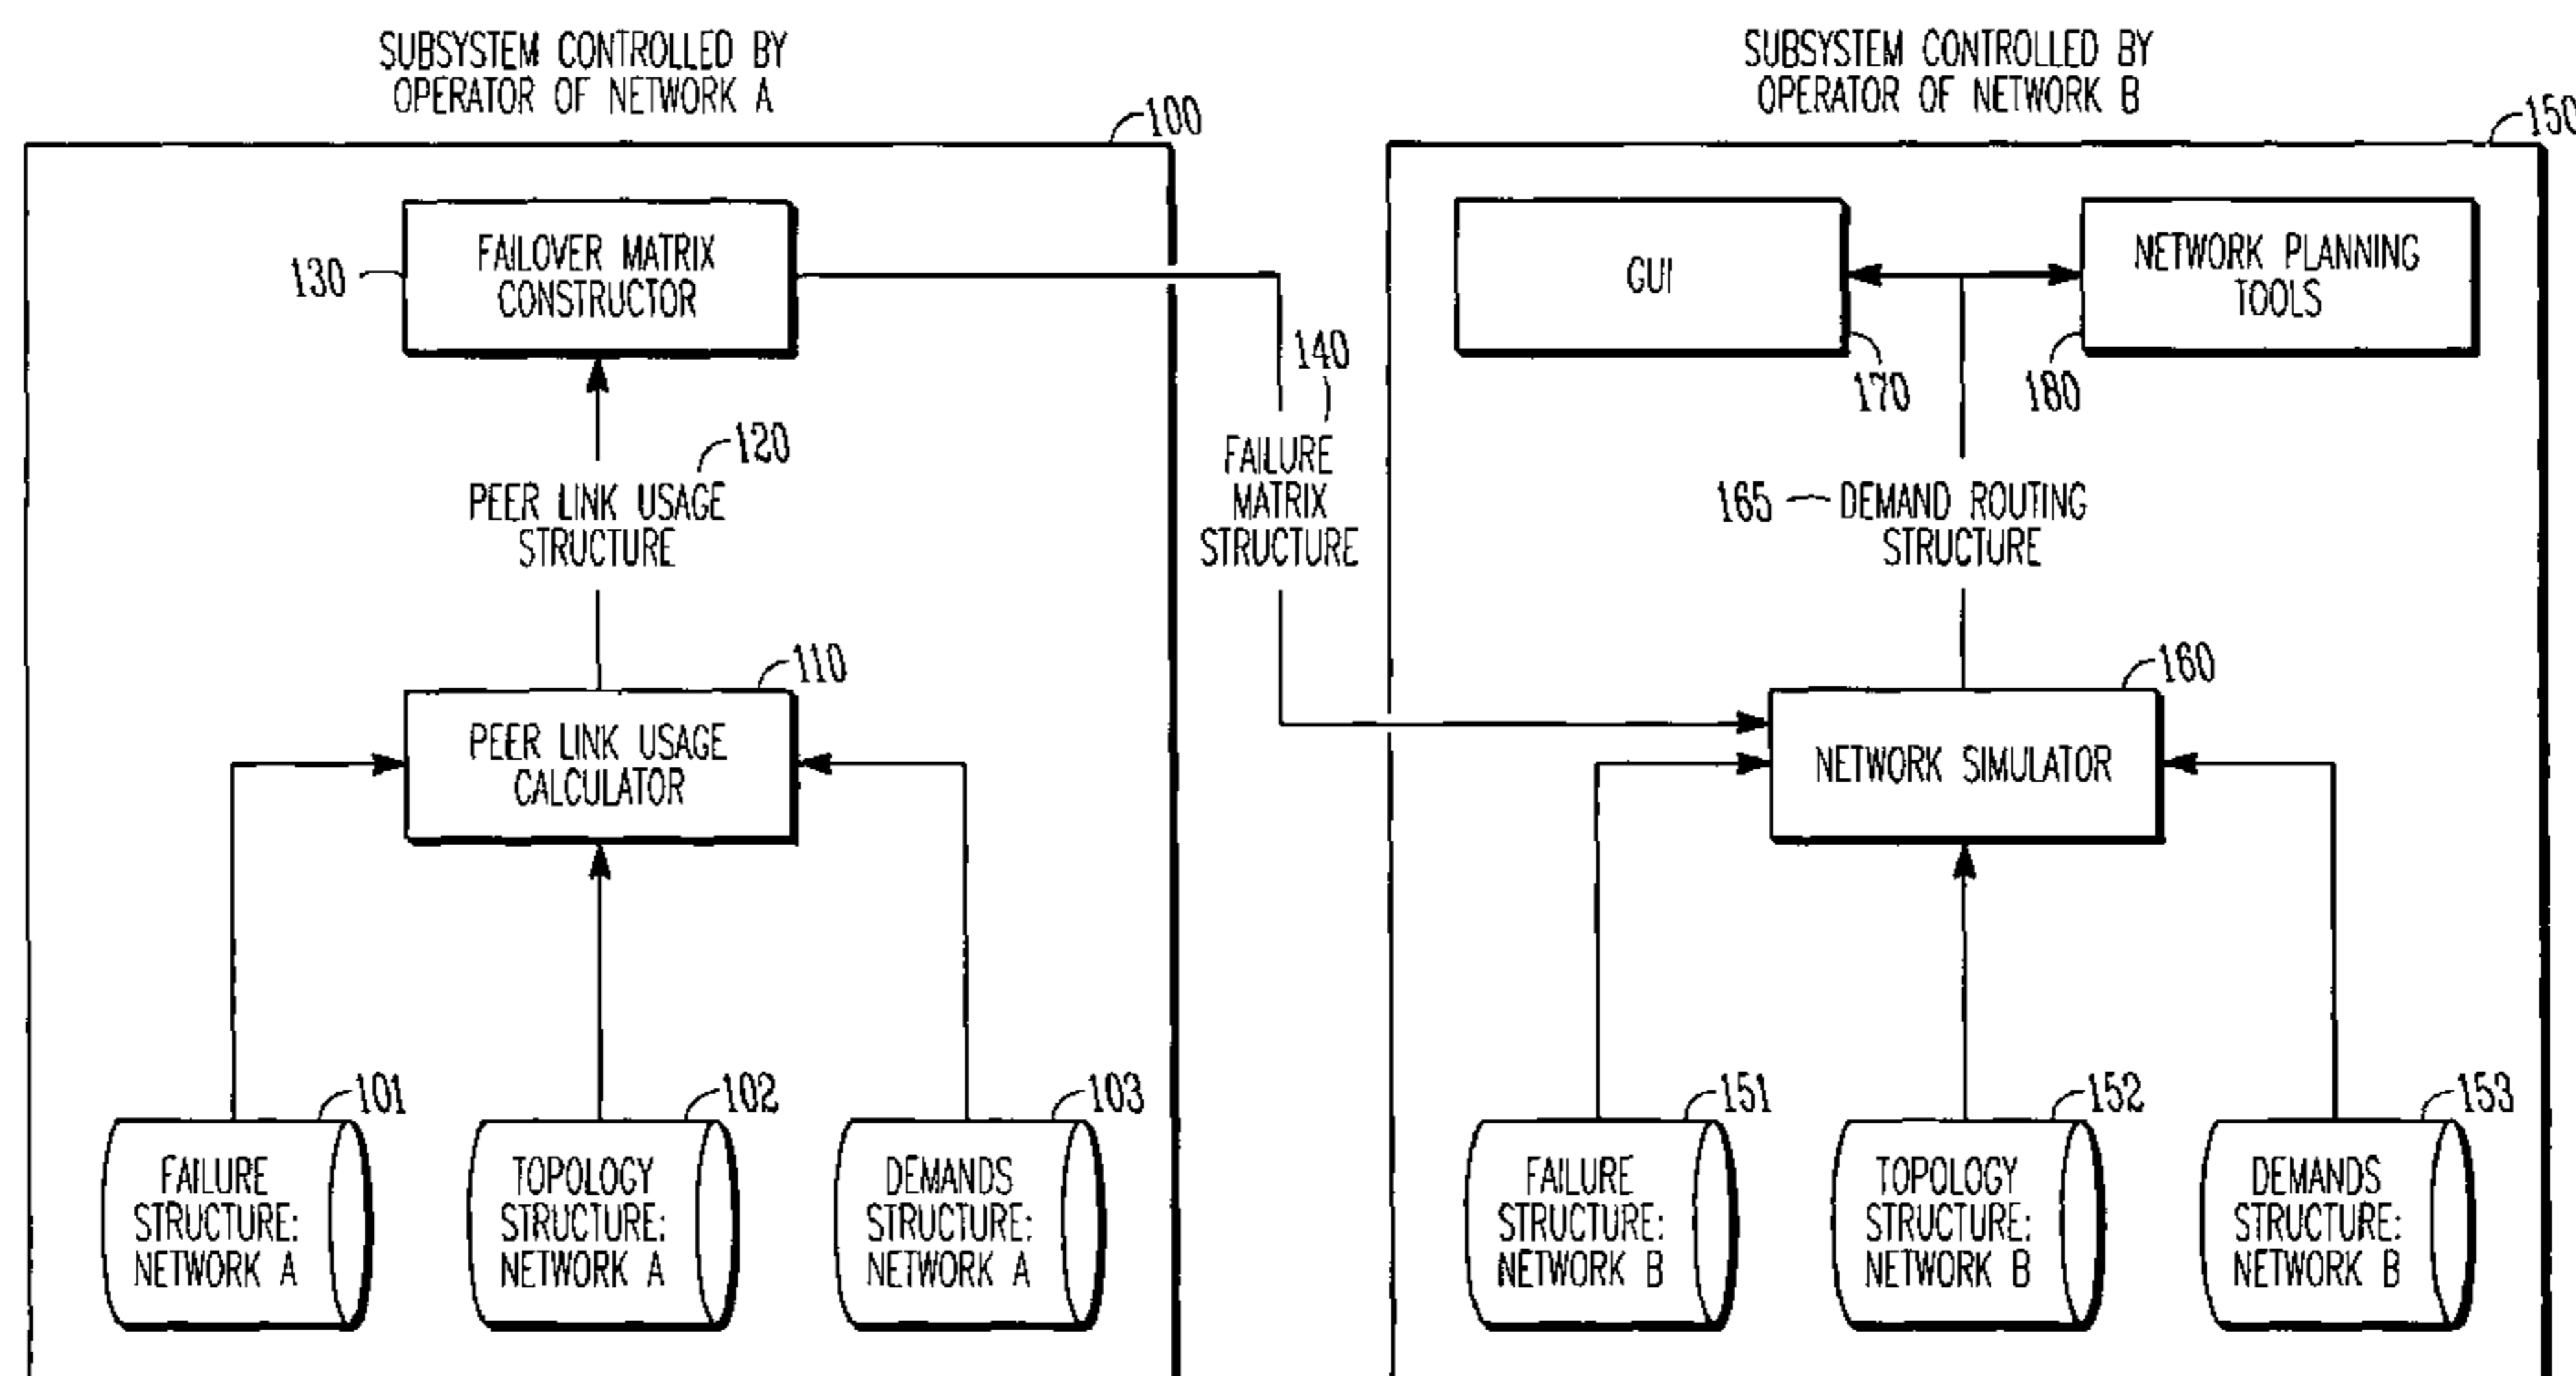 SUBSYSTEM CONTROLLED BY
OPERATOR OF NETWORK A
100
FAILOVER MATRIX
CONSTRUCTOR
130
120
PEER LINK USAGE
STRUCTURE
110
PEER LINK USAGE
CALCULATOR
101
FAILURE
STRUCTURE:
NETWORK A
102
TOPOLOGY
STRUCTURE:
NETWORK A
103
DEMANDS
STRUCTURE:
NETWORK A
140
FAILURE
MATRIX
STRUCTURE
SUBSYSTEM CONTROLLED BY
OPERATOR OF NETWORK B
150
GUI
170
NETWORK PLANNING
TOOLS
180
165
DEMAND ROUTING
STRUCTURE
160
NETWORK SIMULATOR
151
FAILURE
STRUCTURE:
NETWORK B
152
TOPOLOGY
STRUCTURE:
NETWORK B
153
DEMANDS
STRUCTURE:
NETWORK B